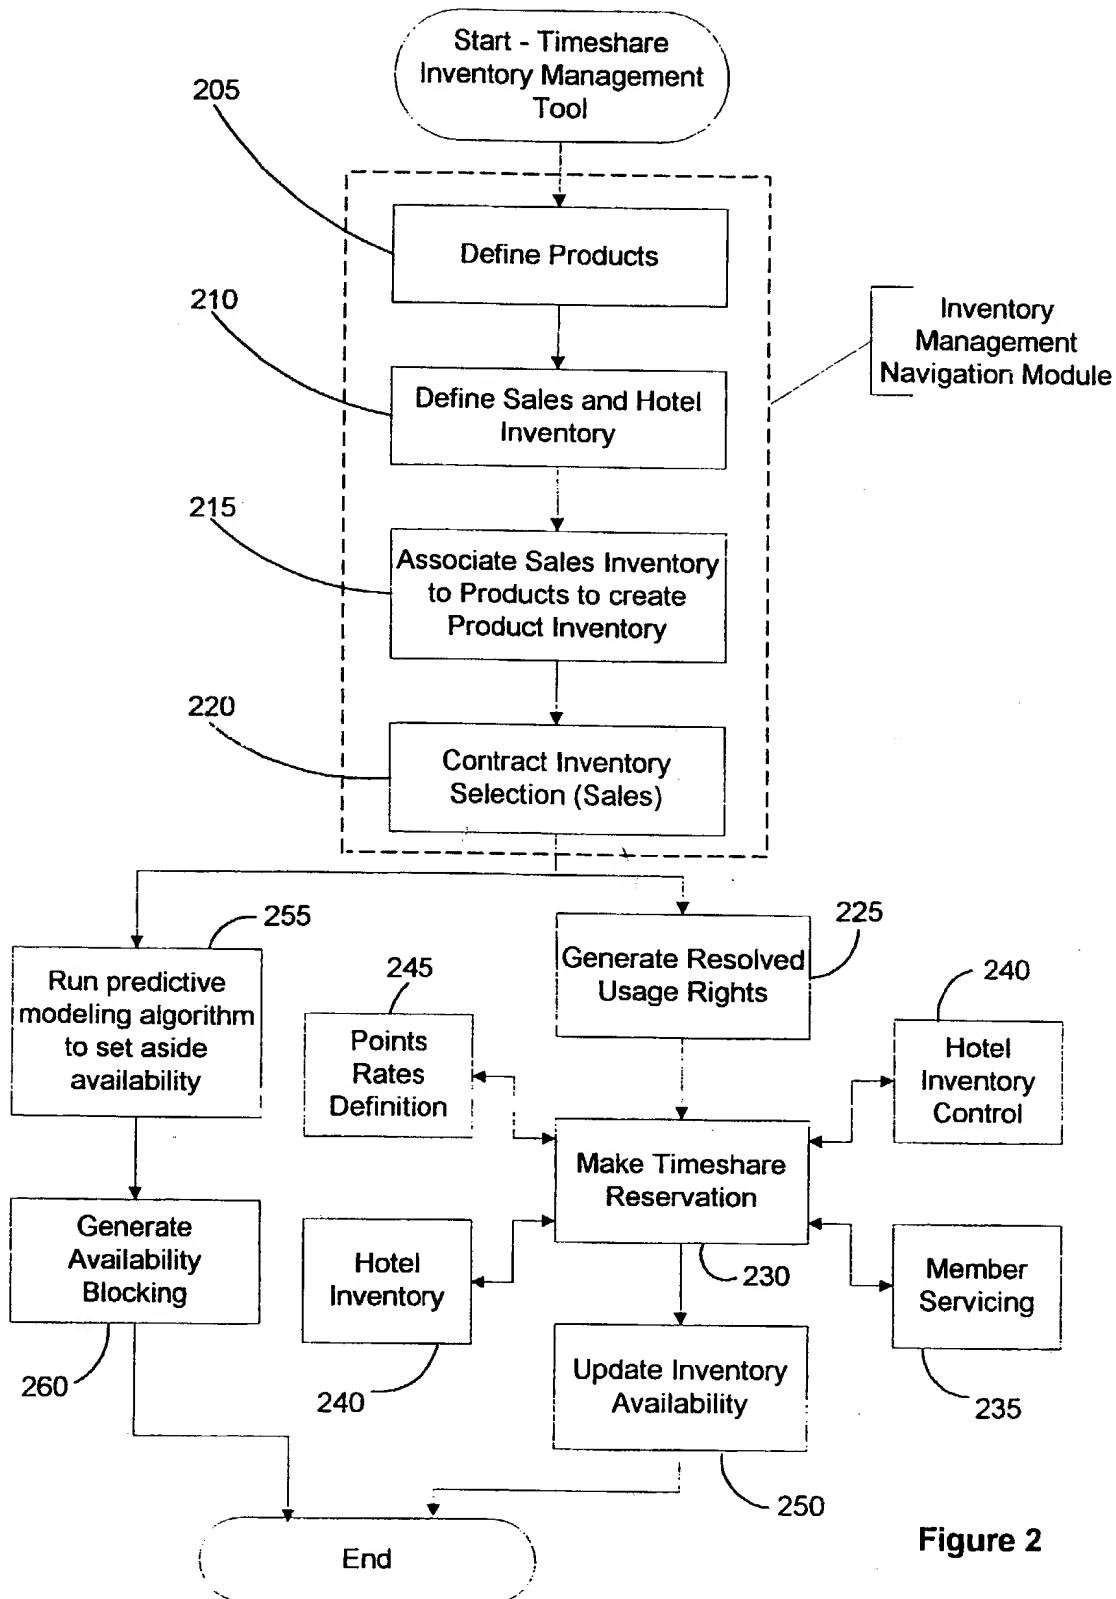 Start - Timeshare
Inventory Management
Tool
205
Define Products
210
Inventory
Management
Navigation Module
Define Sales and Hotel
Inventory
215
Associate Sales Inventory
to Products to create
Product Inventory
220
Contract Inventory
Selection (Sales)
255
Run predictive
modeling algorithm
to set aside
availability
245
Points
Rates
Definition
225
Generate Resolved
Usage Rights
240
Hotel
Inventory
Control
Make Timeshare
Reservation
230
Generate
Availability
Blocking
260
Hotel
Inventory
240
Member
Servicing
235
Update Inventory
Availability
250
End
Figure 2